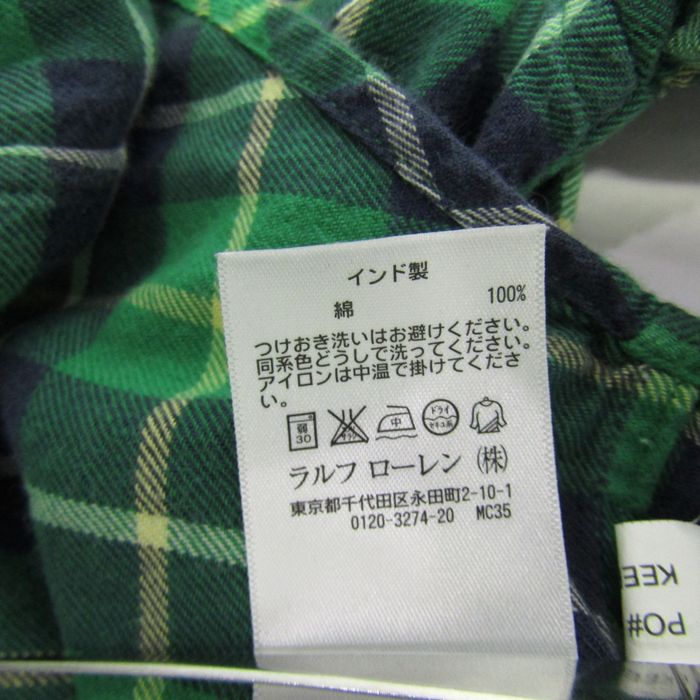 インド製
綿 100%
つけおき洗いはお避けください。
同系色どうしで洗ってください。
アイロンは中温で掛けてくださ
い。
弱 30 中 ドライ セキユ系
ラルフ ローレン (株)
東京都千代田区永田町2-10-1
0120-3274-20 MC35
PO#
KEE